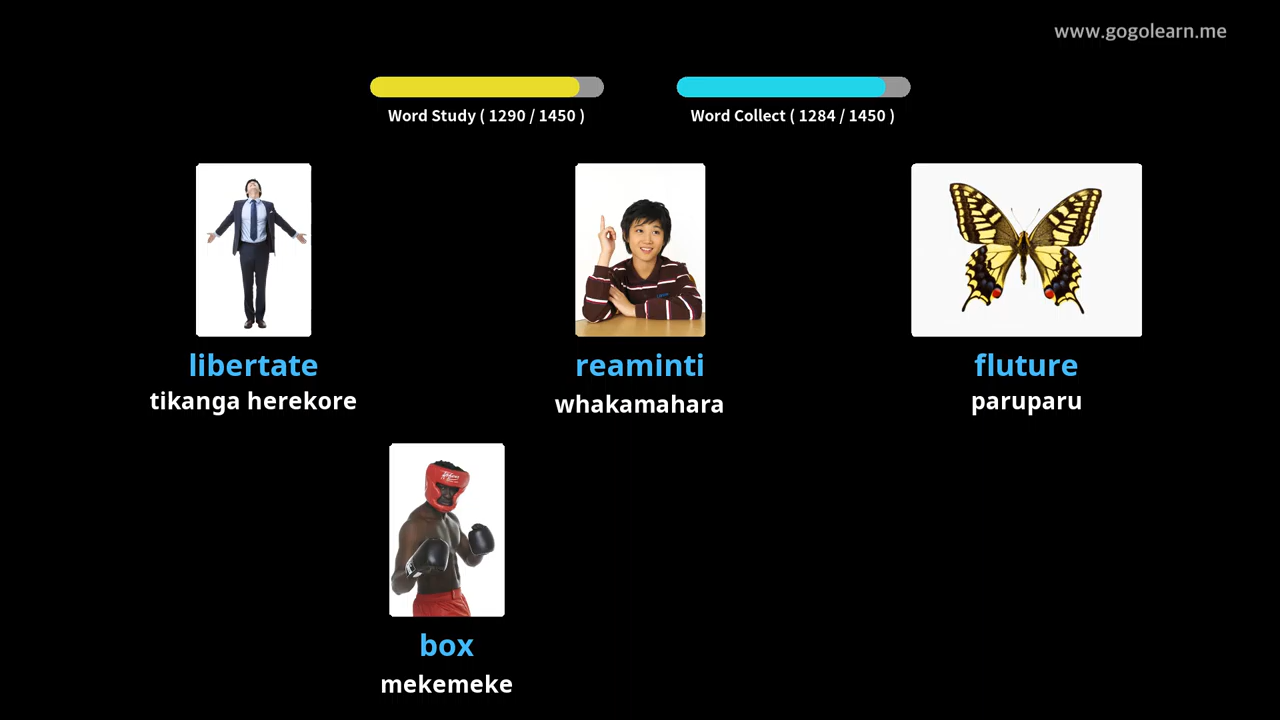 www.gogolearn.me
Word Study ( 1290 / 1450 )
Word Collect ( 1284 / 1450 )
libertate
reaminti
fluture
tikanga herekore
whakamahara
paruparu
box
mekemeke